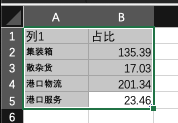 A B
1 列1 占比
2 集装箱 135.39
3 散杂货 17.03
4 港口物流 201.34
5 港口服务 23.46
6